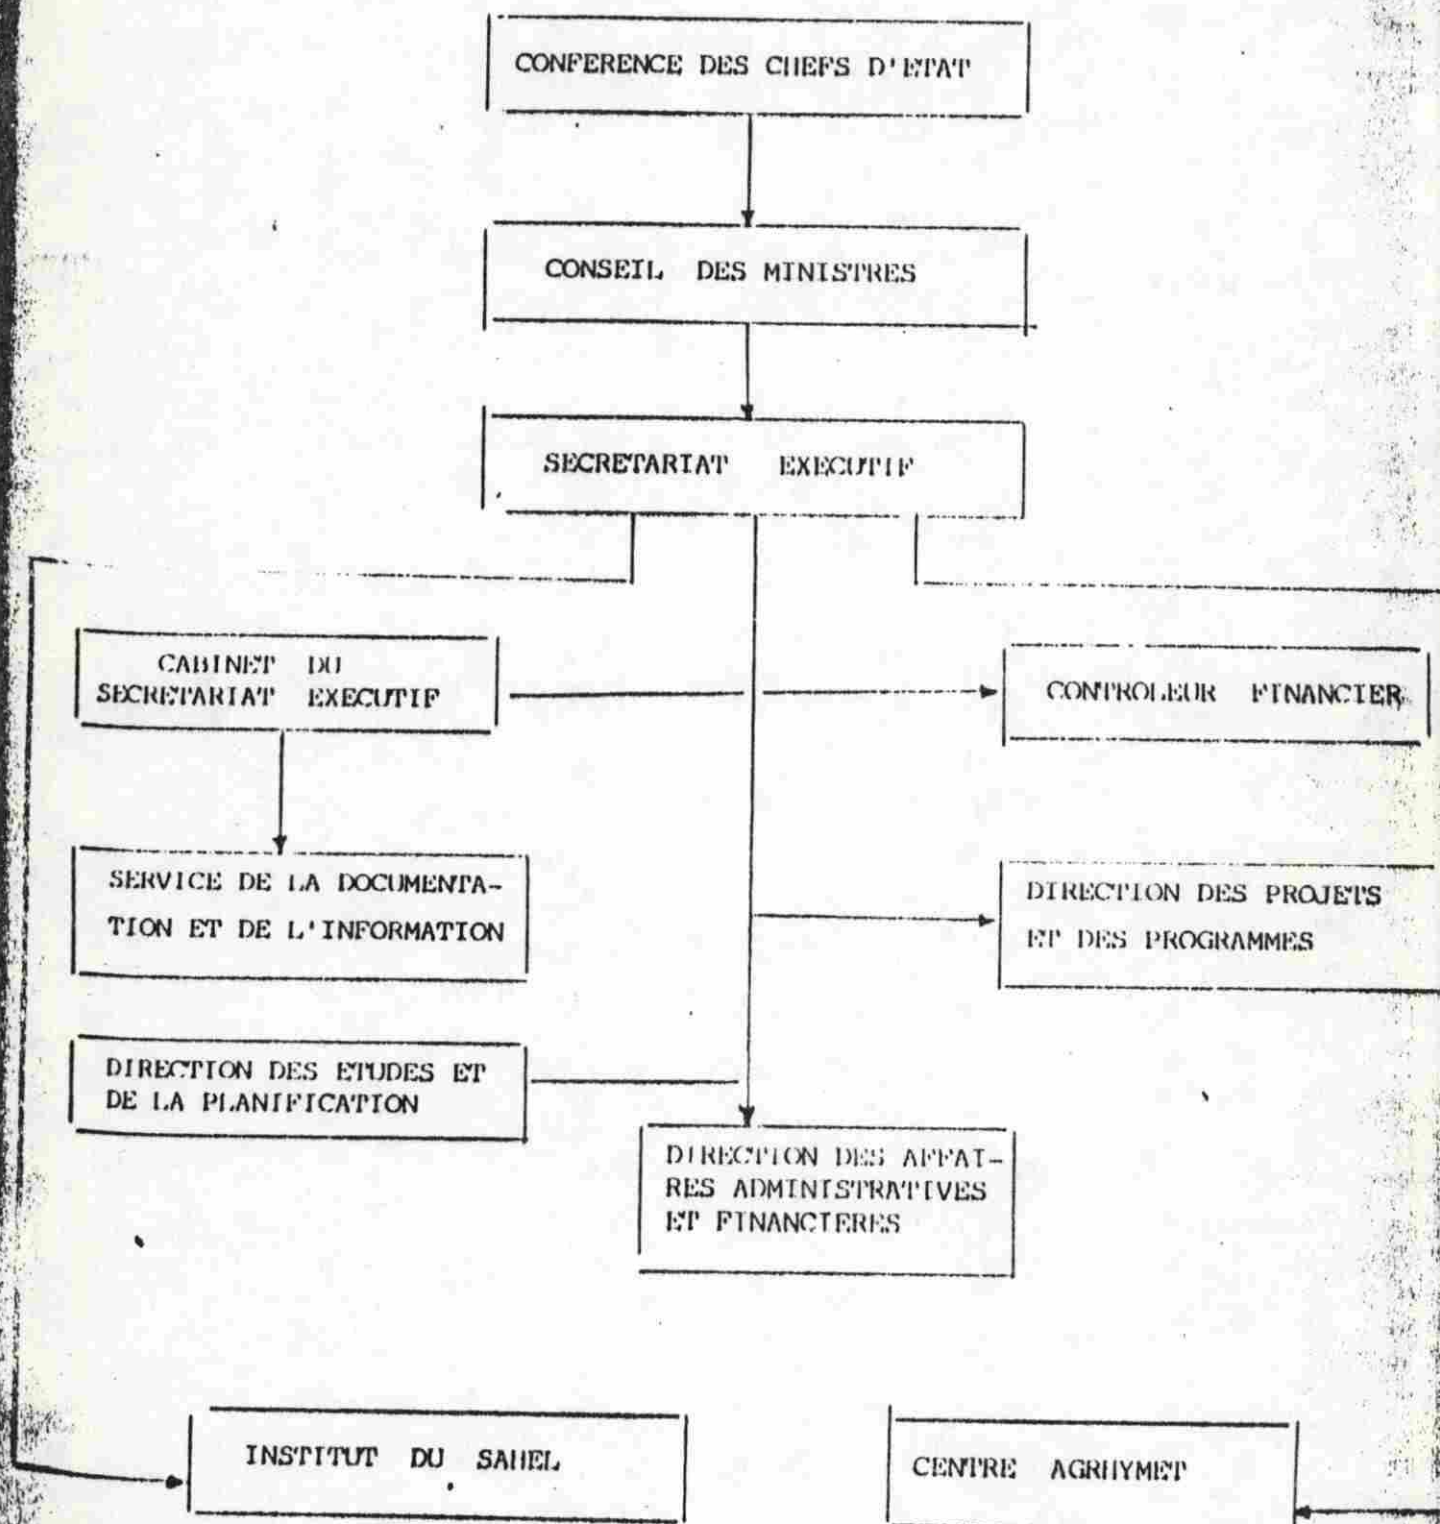 CONFERENCE DES CHEFS D'ETAT
CONSEIL DES MINISTRES
SECRETARIAT EXECUTIF
CABINET DU
SECRETARIAT EXECUTIF
CONTROLEUR FINANCIER
SERVICE DE LA DOCUMENTA-
TION ET DE L'INFORMATION
DIRECTION DES PROJETS
ET DES PROGRAMMES
DIRECTION DES ETUDES ET
DE LA PLANIFICATION
DIRECTION DES AFFAI-
RES ADMINISTRATIVES
ET FINANCIERES
INSTITUT DU SAHEL
CENTRE AGRHYMET